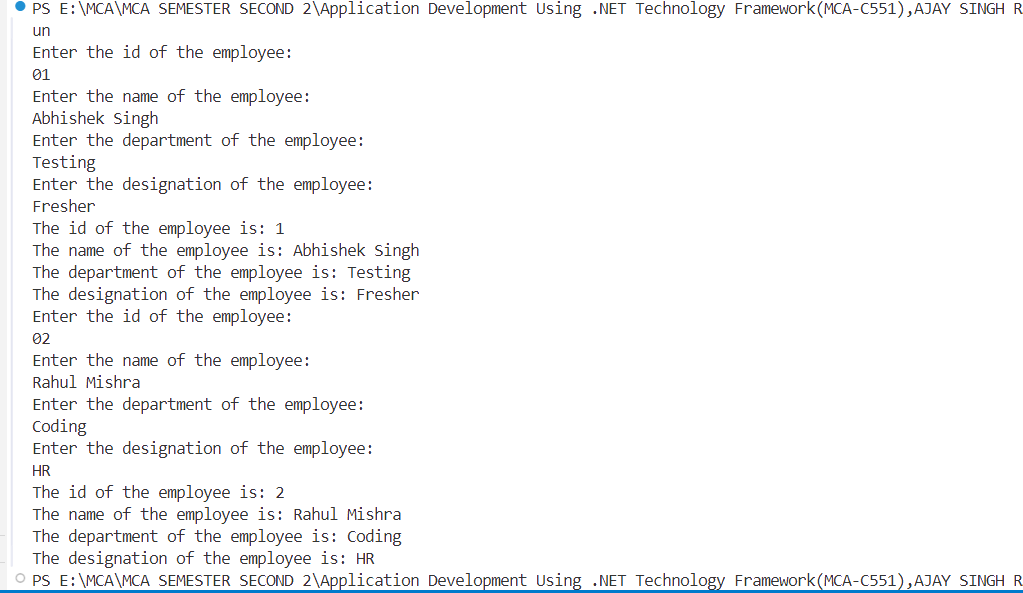 PS E:\MCA\MCA SEMESTER SECOND 2\Application Development Using .NET Technology Framework(MCA-C551),AJAY SINGH R
un
Enter the id of the employee:
01
Enter the name of the employee:
Abhishek Singh
Enter the department of the employee:
Testing
Enter the designation of the employee:
Fresher
The id of the employee is: 1
The name of the employee is: Abhishek Singh
The department of the employee is: Testing
The designation of the employee is: Fresher
Enter the id of the employee:
02
Enter the name of the employee:
Rahul Mishra
Enter the department of the employee:
Coding
Enter the designation of the employee:
HR
The id of the employee is: 2
The name of the employee is: Rahul Mishra
The department of the employee is: Coding
The designation of the employee is: HR
PS E:\MCA\MCA SEMESTER SECOND 2\Application Development Using .NET Technology Framework(MCA-C551),AJAY SINGH R